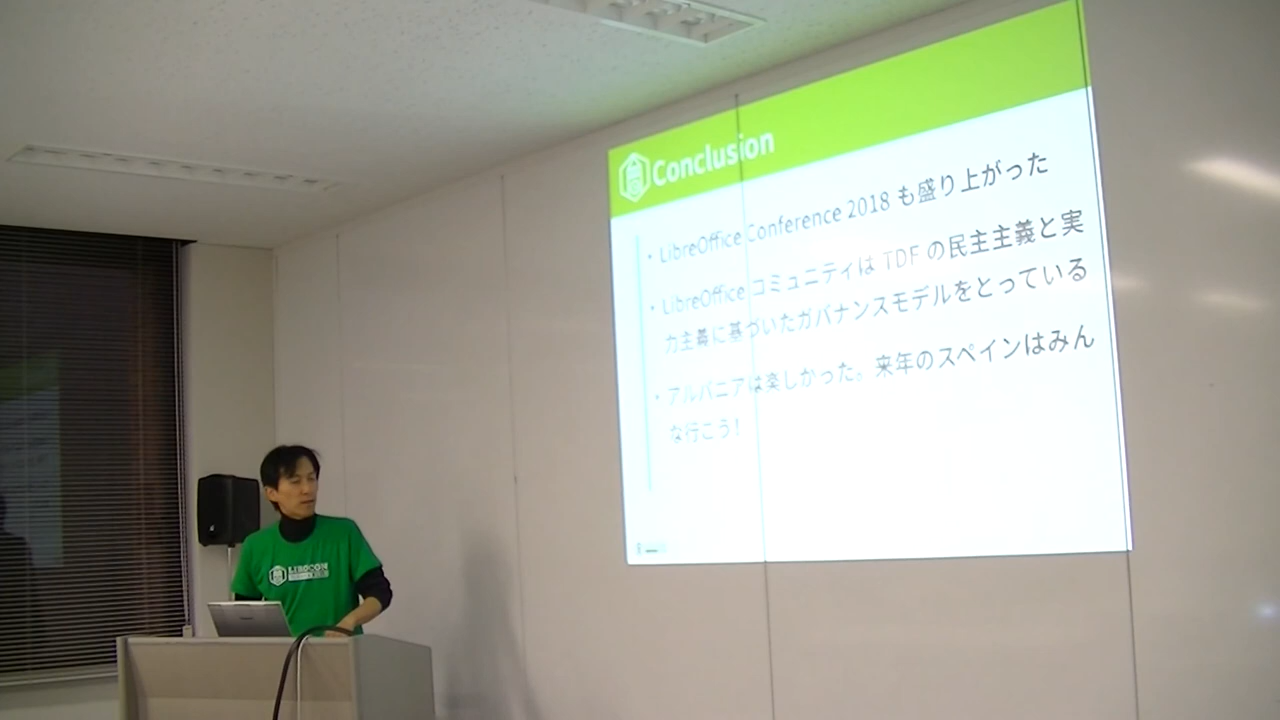 Conclusion
• LibreOffice Conference 2018 も盛り上がった
• LibreOffice コミュニティは TDF の民主主義と実
力主義に基づいたガバナンスモデルをとっている
• アルバニアは楽しかった。来年のスペインはみん
な行こう!
LIBOCON